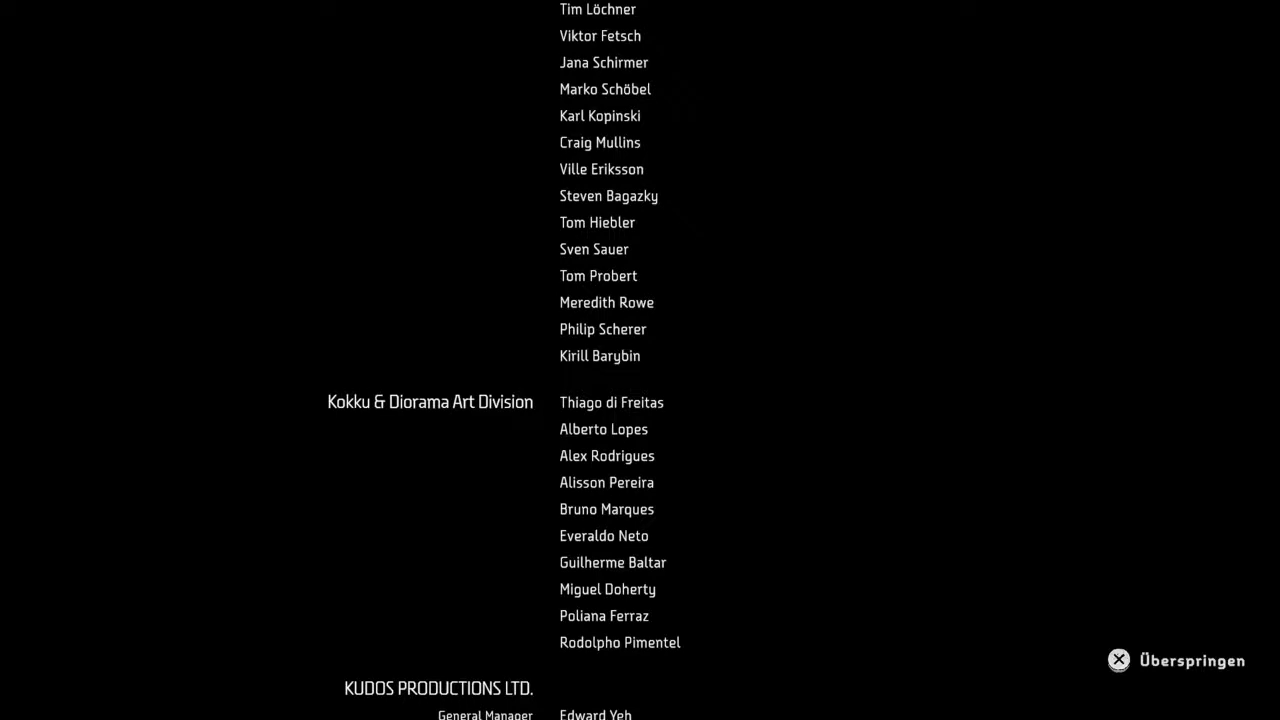 Tim Löchner
Viktor Fetsch
Jana Schirmer
Marko Schöbel
Karl Kopinski
Craig Mullins
Ville Eriksson
Steven Bagazky
Tom Hiebler
Sven Sauer
Tom Probert
Meredith Rowe
Philip Scherer
Kirill Barybin
Kokku & Diorama Art Division Thiago di Freitas
Alberto Lopes
Alex Rodrigues
Alisson Pereira
Bruno Marques
Everaldo Neto
Guilherme Baltar
Miguel Doherty
Poliana Ferraz
Rodolpho Pimentel
Überspringen
KUDOS PRODUCTIONS LTD.
General Manager Edward Yeh